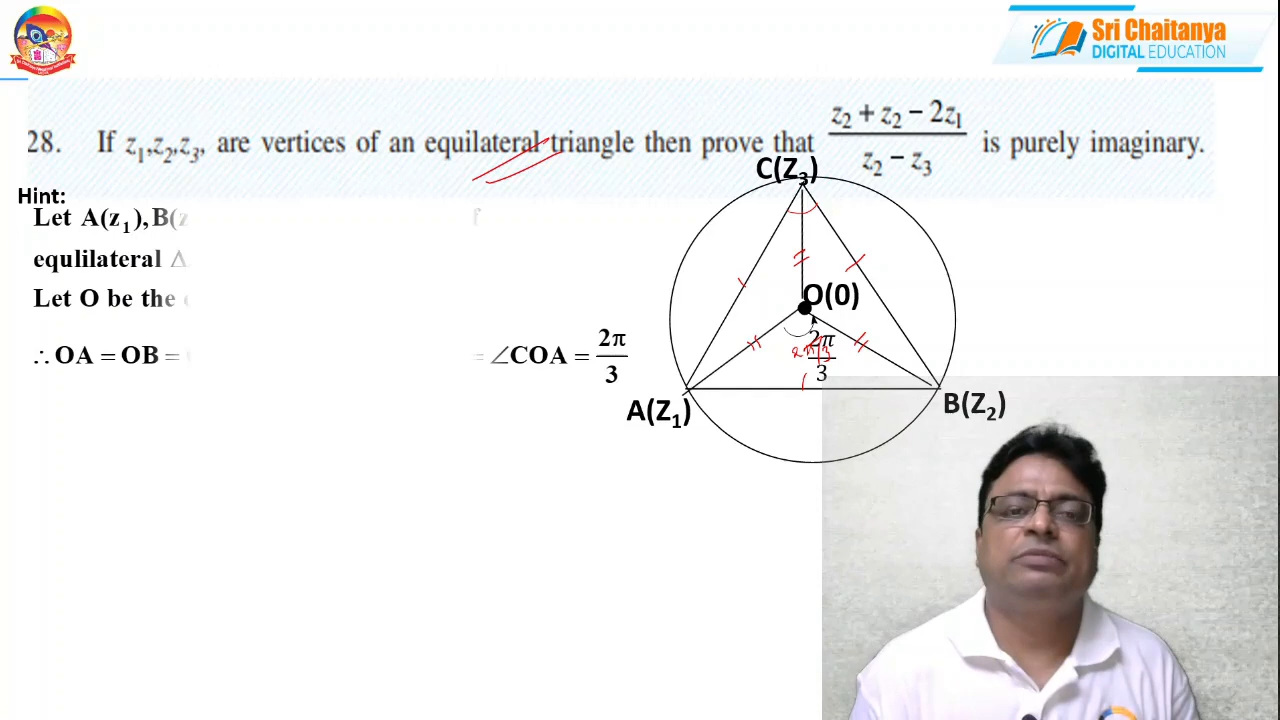 Sri Chaitanya
DIGITAL EDUCATION
28. If z₁,z₂,z₃, are vertices of an equilateral triangle then prove that (z₂ + z₂ − 2z₁)/(z₂ − z₃) is purely imaginary.
Hint:
Let A(z₁), B(z
equlilateral △
Let O be the
∴ OA = OB = = ∠COA = 2π/3
C(Z₃)
O(0)
2π/3
2π/3
A(Z₁)
B(Z₂)